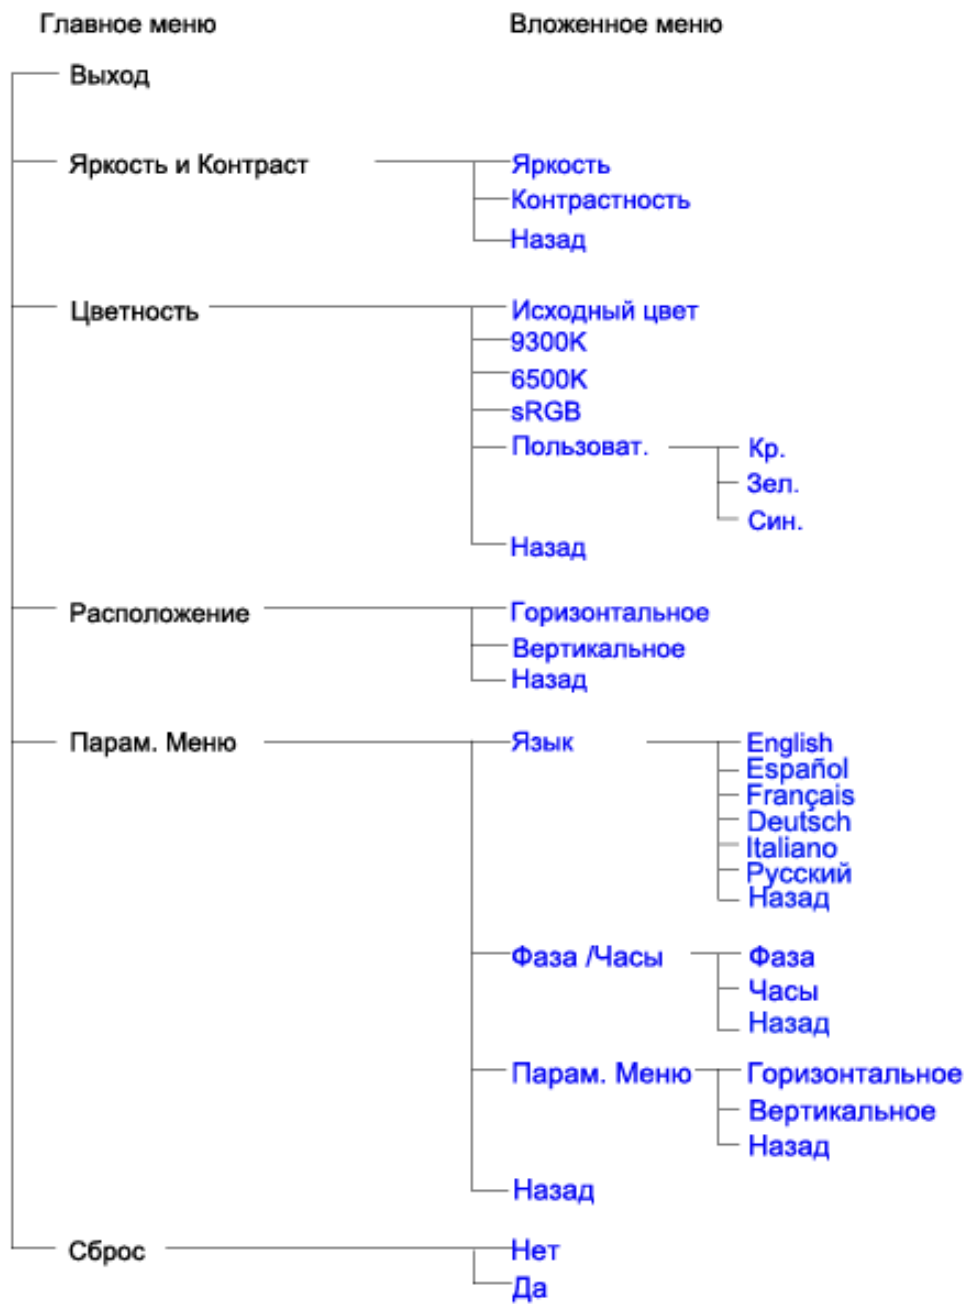 Главное меню Вложенное меню
Выход
Яркость и Контраст Яркость
Контрастность
Назад
Цветность Исходный цвет
9300K
6500K
sRGB
Пользоват. Кр.
Зел.
Син.
Назад
Расположение Горизонтальное
Вертикальное
Назад
Парам. Меню Язык English
Español
Français
Deutsch
Italiano
Русский
Назад
Фаза /Часы Фаза
Часы
Назад
Парам. Меню Горизонтальное
Вертикальное
Назад
Назад
Сброс Нет
Да